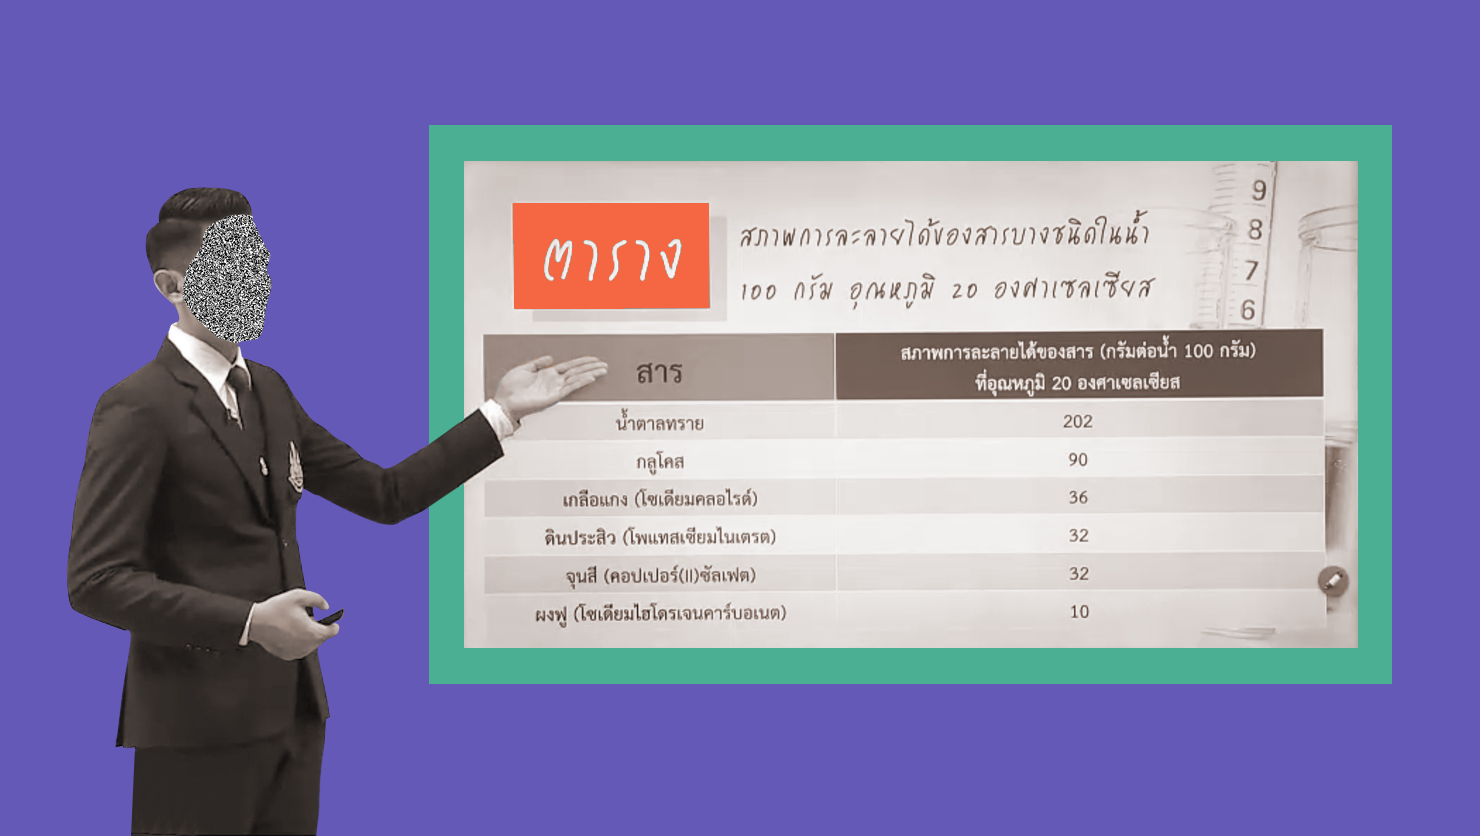 ตาราง
สภาพการละลายได้ของสารบางชนิดในน้ำ
100 กรัม อุณหภูมิ 20 องศาเซลเซียส
9
8
7
6
สาร
สภาพการละลายได้ของสาร (กรัมต่อน้ำ 100 กรัม)
ที่อุณหภูมิ 20 องศาเซลเซียส
น้ำตาลทราย 202
กลูโคส 90
เกลือแกง (โซเดียมคลอไรด์) 36
ดินประสิว (โพแทสเซียมไนเตรต) 32
จุนสี (คอปเปอร์(II)ซัลเฟต) 32
ผงฟู (โซเดียมไฮโดรเจนคาร์บอเนต) 10